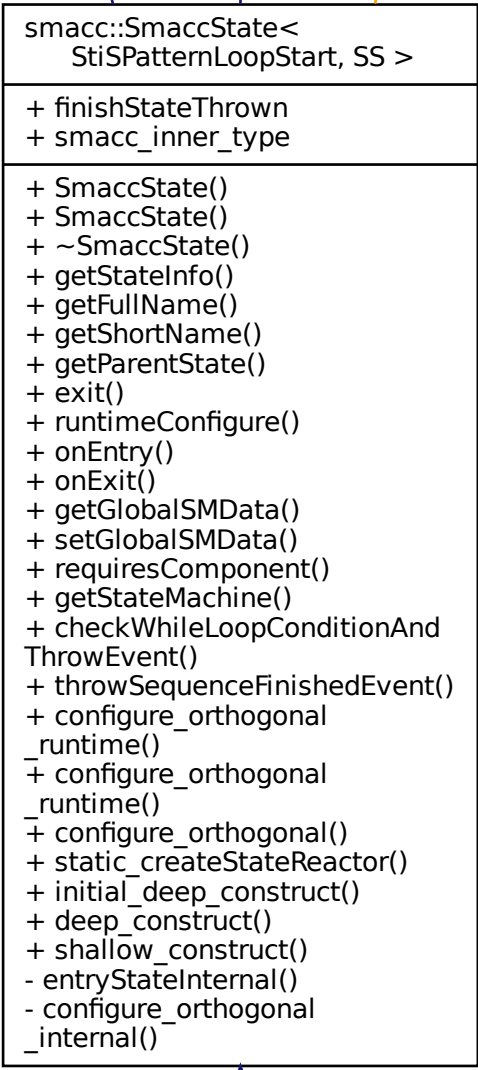 smacc::SmaccState<
StiSPatternLoopStart, SS >
+ finishStateThrown
+ smacc_inner_type
+ SmaccState()
+ SmaccState()
+ ~SmaccState()
+ getStateInfo()
+ getFullName()
+ getShortName()
+ getParentState()
+ exit()
+ runtimeConfigure()
+ onEntry()
+ onExit()
+ getGlobalSMData()
+ setGlobalSMData()
+ requiresComponent()
+ getStateMachine()
+ checkWhileLoopConditionAnd
ThrowEvent()
+ throwSequenceFinishedEvent()
+ configure_orthogonal
_runtime()
+ configure_orthogonal
_runtime()
+ configure_orthogonal()
+ static_createStateReactor()
+ initial_deep_construct()
+ deep_construct()
+ shallow_construct()
- entryStateInternal()
- configure_orthogonal
_internal()